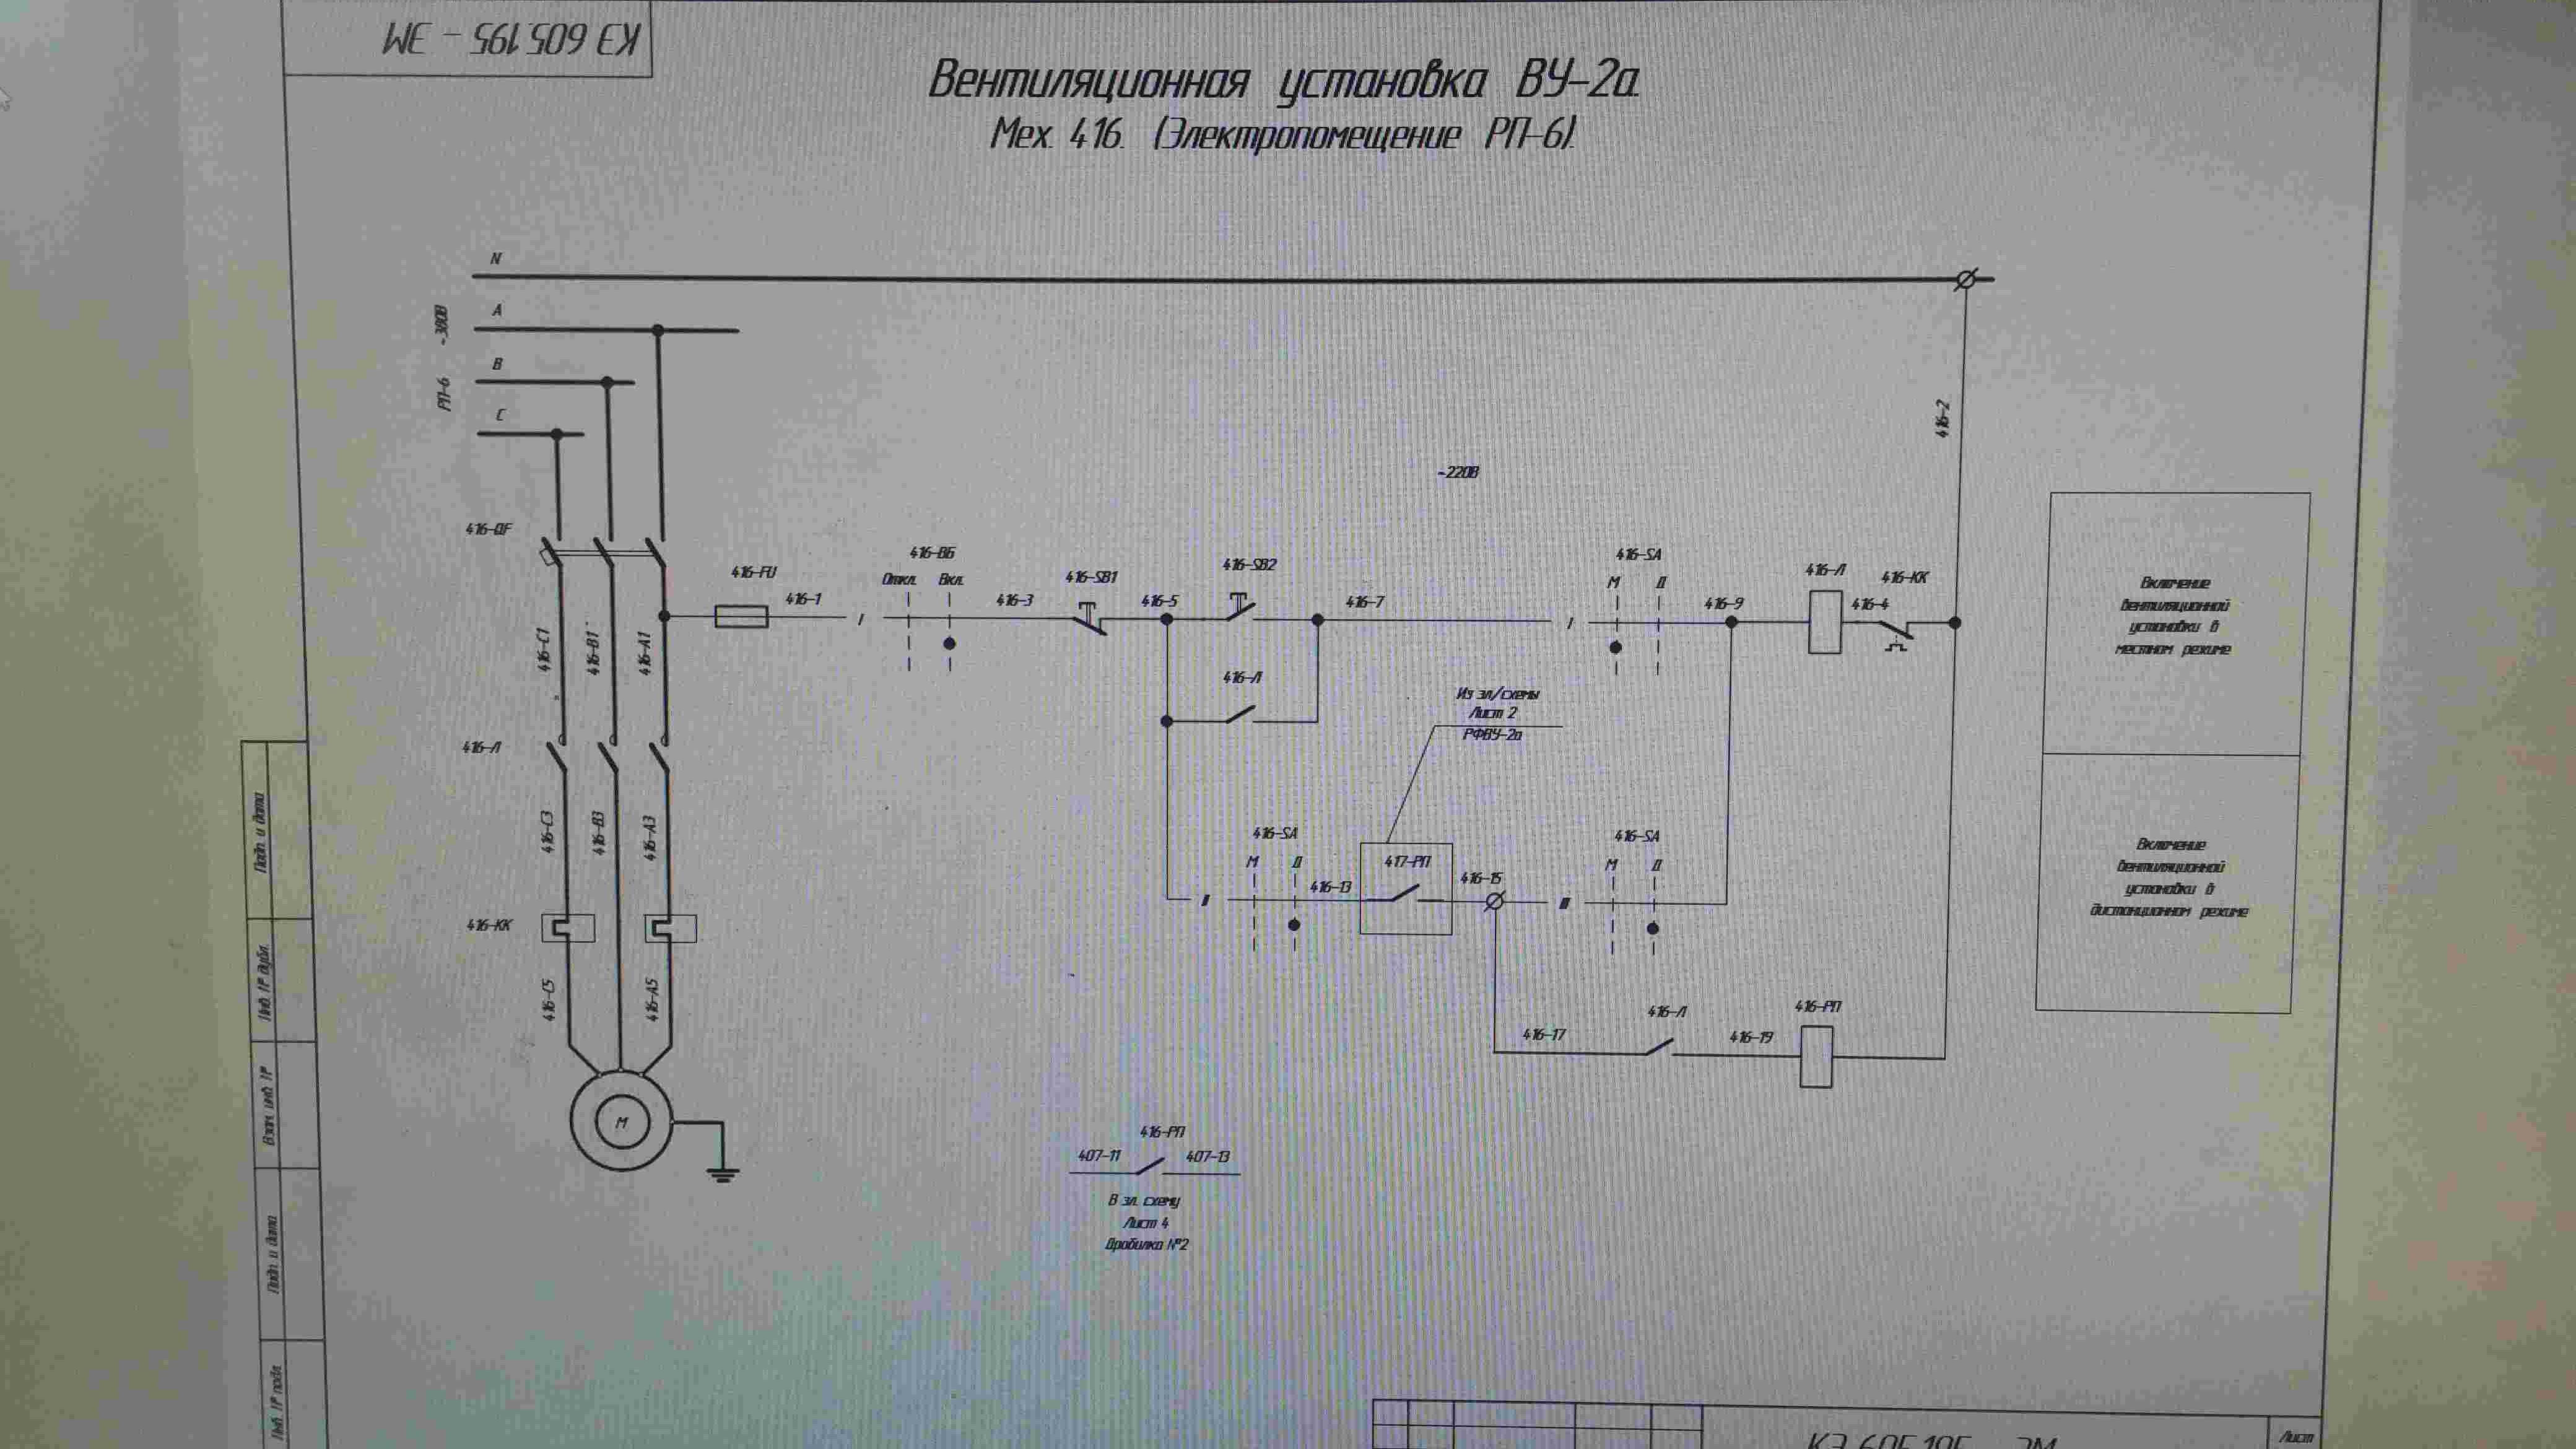 КЭ 605.195 - ЭМ
Вентиляционная установка ВУ-2а.
Мех. 416. (Электропомещение РП-6).
N
A
B
C
~380В
РП-6
416-2
~220В
416-QF
416-FU
416-1
I
416-ВБ
Откл.
Вкл.
416-3
416-SB1
416-5
416-SB2
416-7
I
416-SA
М
Д
416-9
416-Л
416-4
416-КК
416-C1
416-B1
416-A1
416-Л
Из эл/схемы
Лист 2
РФВУ-2а
416-Л
416-C3
416-B3
416-A3
II
416-SA
М
Д
416-13
417-РП
416-15
III
416-SA
М
Д
416-КК
416-C5
416-A5
416-17
416-Л
416-19
416-РП
М
416-РП
407-11
407-13
В эл. схему
Лист 4
Дробилка №2
Включение
вентиляционной
установки в
местном режиме
Включение
вентиляционной
установки в
дистанционном режиме
Подп. и дата
Инв. № дубл.
Взам. инв. №
Подп. и дата
Инв. № подл.
КЭ 605.195 - ЭМ
Лист